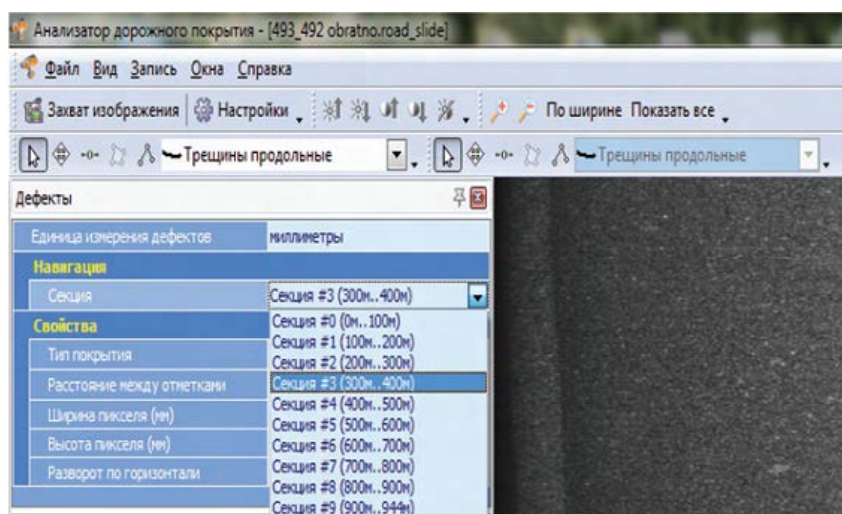 Анализатор дорожного покрытия - [493_492 obratno.road_slide]
Файл Вид Запись Окна Справка
Захват изображения Настройки По ширине Показать все
Трещины продольные Трещины продольные
Дефекты
Единица измерения дефектов миллиметры
Навигация
Секция Секция #3 (300м..400м)
Свойства
Секция #0 (0м..100м)
Секция #1 (100м..200м)
Тип покрытия
Секция #2 (200м..300м)
Расстояние между отметками Секция #3 (300м..400м)
Секция #4 (400м..500м)
Ширина пикселя (мм)
Секция #5 (500м..600м)
Высота пикселя (мм) Секция #6 (600м..700м)
Разворот по горизонтали Секция #7 (700м..800м)
Секция #8 (800м..900м)
Секция #9 (900м..944м)